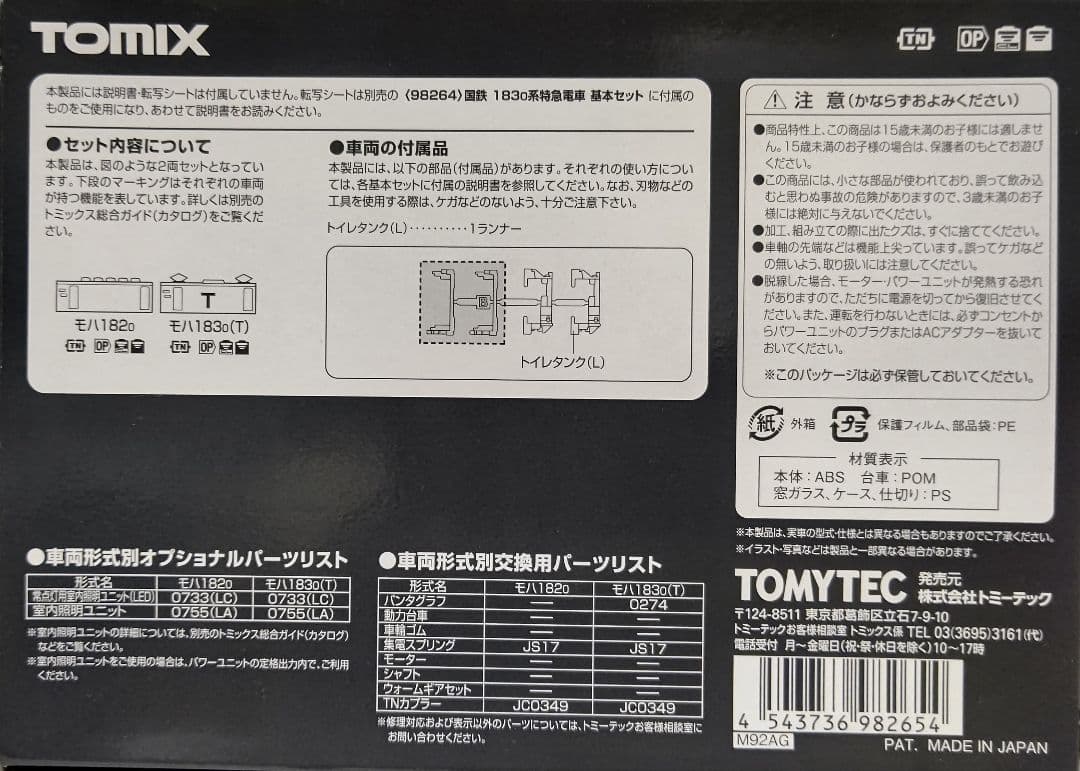 TOMIX
TN OP
本製品には説明書・転写シートは付属していません。転写シートは別売の〈98264〉国鉄 183₀系特急電車 基本セット に付属の
ものをご使用になり、あわせて説明書をお読みください。
●セット内容について
本製品は、図のような2両セットとなってい
ます。下段のマーキングはそれぞれの車両
が持つ機能を表しています。詳しくは別売の
トミックス総合ガイド(カタログ)をご覧くだ
さい。
T
モハ182₀ モハ183₀(T)
TN OP TN OP
●車両の付属品
本製品には、以下の部品(付属品)があります。それぞれの使い方につい
ては、各基本セットに付属の説明書を参照してください。なお、刃物などの
工具を使用する際は、ケガなどのないよう、十分ご注意下さい。
トイレタンク(L)‥‥‥‥‥1ランナー
B
トイレタンク(L)
⚠ 注 意(かならずおよみください)
●商品特性上、この商品は15歳未満のお子様には適しませ
ん。15歳未満のお子様の場合は、保護者のもとでお遊び
ください。
●この商品には、小さな部品が使われており、誤って飲み込
むと思わぬ事故の危険がありますので、3歳未満のお子
様には絶対に与えないでください。
●加工、組み立ての際に出たクズは、すぐに捨ててください。
●車軸の先端などは機能上尖っています。誤ってケガなど
の無いよう、取り扱いには注意してください。
●脱線した場合、モーター・パワーユニットが発熱する恐れ
がありますので、ただちに電源を切ってから復旧させてく
ださい。また、運転を行わないときには、必ずコンセントか
らパワーユニットのプラグまたはACアダプターを抜いて
おいてください。
※このパッケージは必ず保管しておいてください。
紙 外箱 プラ 保護フィルム、部品袋:PE
材質表示
本体:ABS 台車:POM
窓ガラス、ケース、仕切り:PS
※本製品は、実車の型式・仕様とは異なる場合もありますのでご了承ください。
※イラスト・写真などは製品と一部異なる場合があります。
TOMYTEC 発売元
株式会社トミーテック
〒124-8511 東京都葛飾区立石7-9-10
トミーテックお客様相談室 トミックス係 TEL 03(3695)3161(代)
電話受付 月〜金曜日(祝・祭・休日を除く)10〜17時
4 543736 982654
M92AG
PAT. MADE IN JAPAN
●車両形式別オプショナルパーツリスト
形式名 モハ182₀ モハ183₀(T)
常点灯用室内照明ユニット(LED) 0733(LC) 0733(LC)
室内照明ユニット 0755(LA) 0755(LA)
※室内照明ユニットの詳細については、別売のトミックス総合ガイド(カタログ)
などをご覧ください。
※室内照明ユニットをご使用の場合は、パワーユニットの定格出力内で、ご利用
ください。
●車両形式別交換用パーツリスト
形式名 モハ182₀ モハ183₀(T)
パンタグラフ — 0274
動力台車 — —
車輪ゴム — —
集電スプリング JS17 JS17
モーター — —
シャフト — —
ウォームギアセット — —
TNカプラー JC0349 JC0349
※修理対応および表示以外のパーツについては、トミーテックお客様相談室に
お問い合わせください。